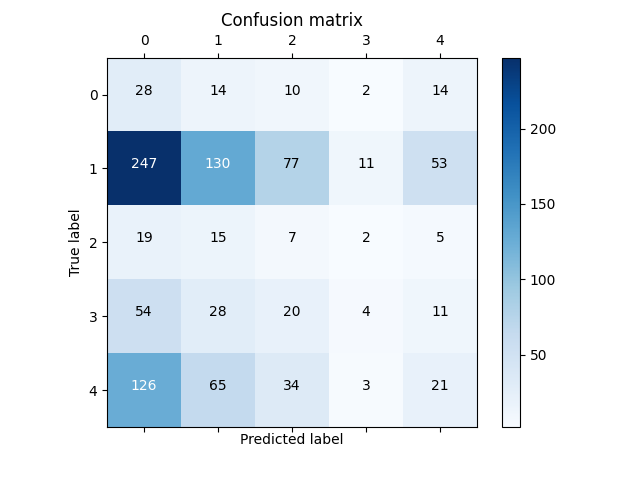 Confusion matrix
0 1 2 3 4
0 28 14 10 2 14
1 247 130 77 11 53
2 19 15 7 2 5
3 54 28 20 4 11
4 126 65 34 3 21
True label
Predicted label
200
150
100
50